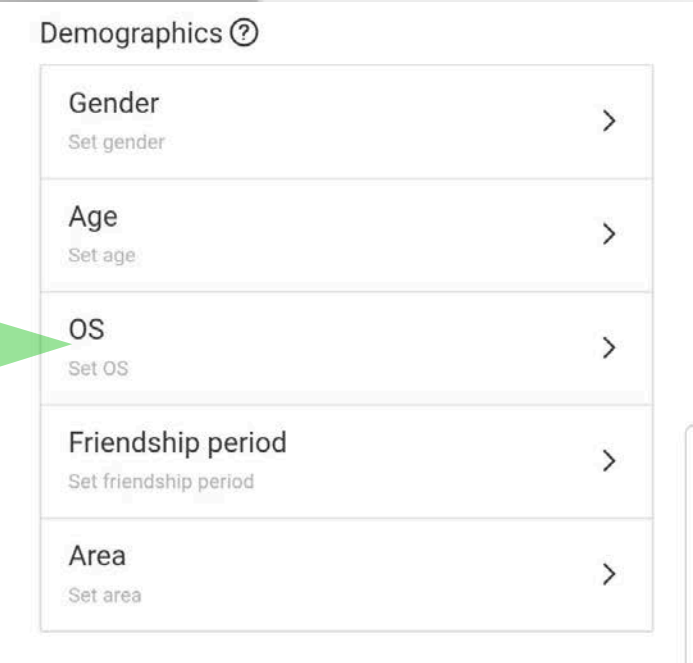 Demographics ?
Gender
Set gender
Age
Set age
OS
Set OS
Friendship period
Set friendship period
Area
Set area